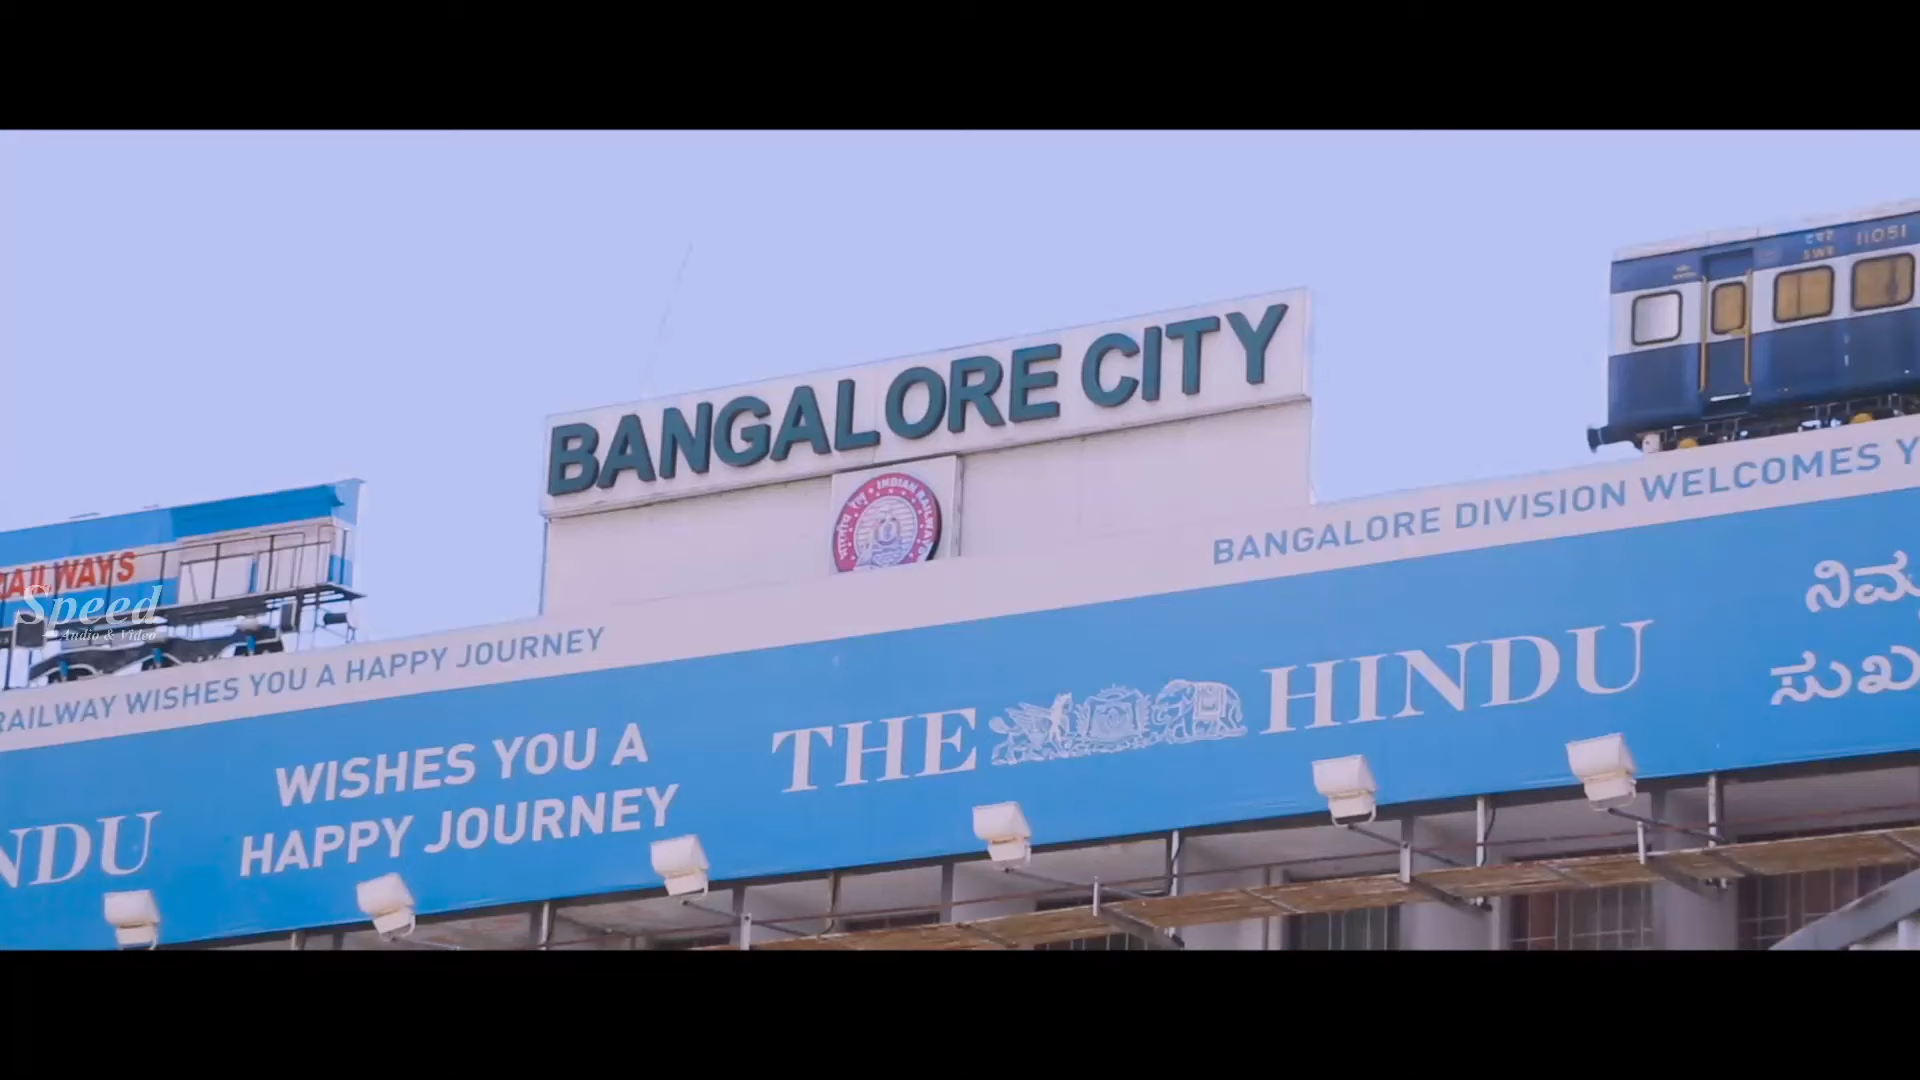 BANGALORE CITY
INDIAN RAILWAYS
भारतीय रेल
11051
SWR
RAILWAYS
Speed
Audio & Video
RAILWAY WISHES YOU A HAPPY JOURNEY
BANGALORE DIVISION WELCOMES Y
NDU
WISHES YOU A
HAPPY JOURNEY
THE HINDU
ನಿಮ್ಮ
ಸುಖ